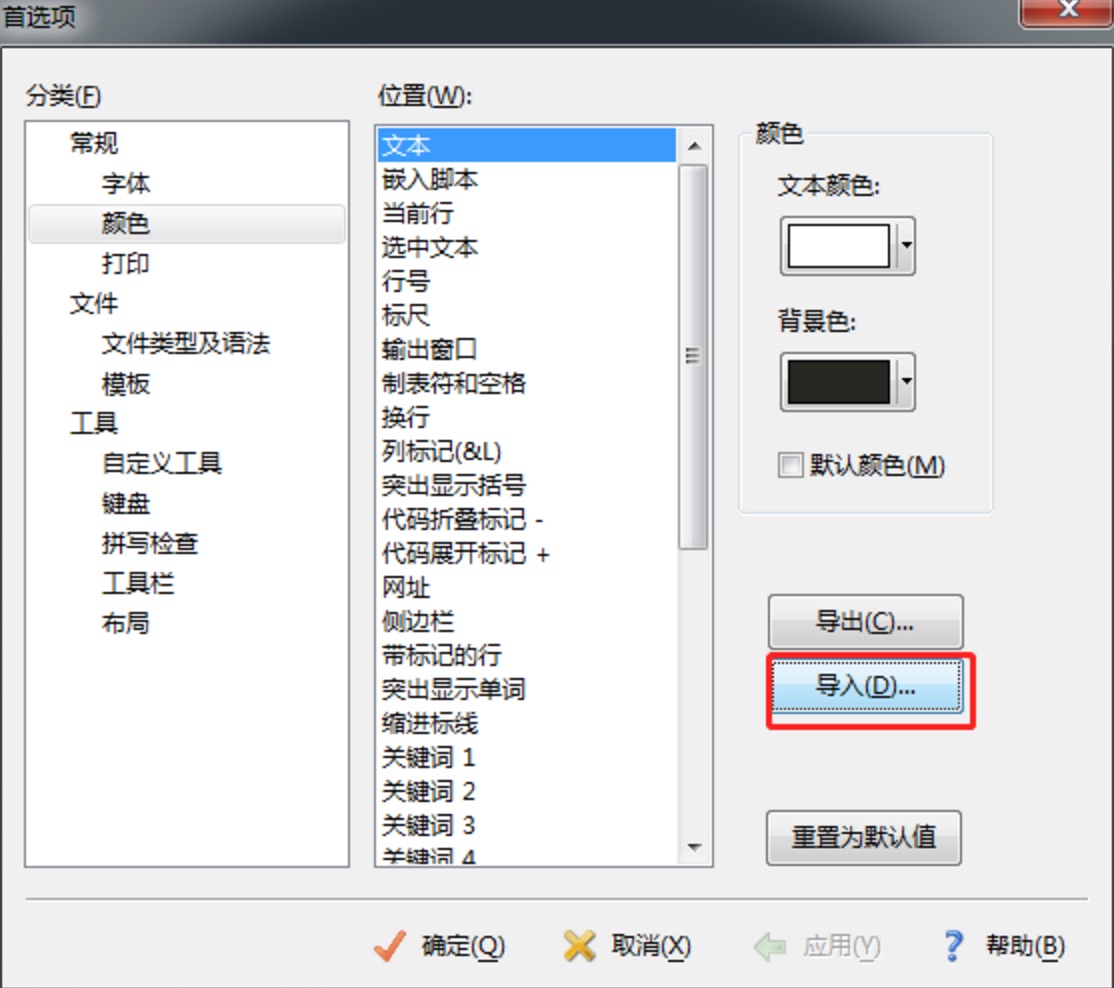 首选项
分类(F)
常规
字体
颜色
打印
文件
文件类型及语法
模板
工具
自定义工具
键盘
拼写检查
工具栏
布局
位置(W):
文本
嵌入脚本
当前行
选中文本
行号
标尺
输出窗口
制表符和空格
换行
列标记(&L)
突出显示括号
代码折叠标记 -
代码展开标记 +
网址
侧边栏
带标记的行
突出显示单词
缩进标线
关键词 1
关键词 2
关键词 3
关键词 4
颜色
文本颜色:
背景色:
默认颜色(M)
导出(C)...
导入(D)...
重置为默认值
确定(Q)
取消(X)
应用(Y)
帮助(B)